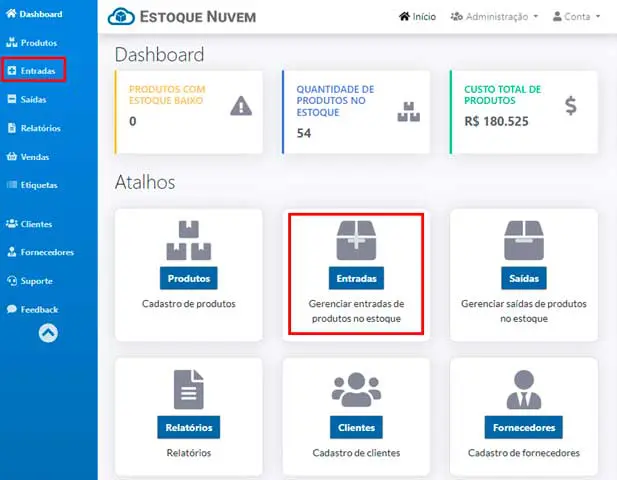 Dashboard
Produtos
Entradas
Saídas
Relatórios
Vendas
Etiquetas
Clientes
Fornecedores
Suporte
Feedback
ESTOQUE NUVEM
Início
Administração
Conta
Dashboard
PRODUTOS COM
ESTOQUE BAIXO
0
QUANTIDADE DE
PRODUTOS NO
ESTOQUE
54
CUSTO TOTAL DE
PRODUTOS
R$ 180.525
Atalhos
Produtos
Cadastro de produtos
Entradas
Gerenciar entradas de
produtos no estoque
Saídas
Gerenciar saídas de produtos
no estoque
Relatórios
Relatórios
Clientes
Cadastro de clientes
Fornecedores
Cadastro de fornecedores